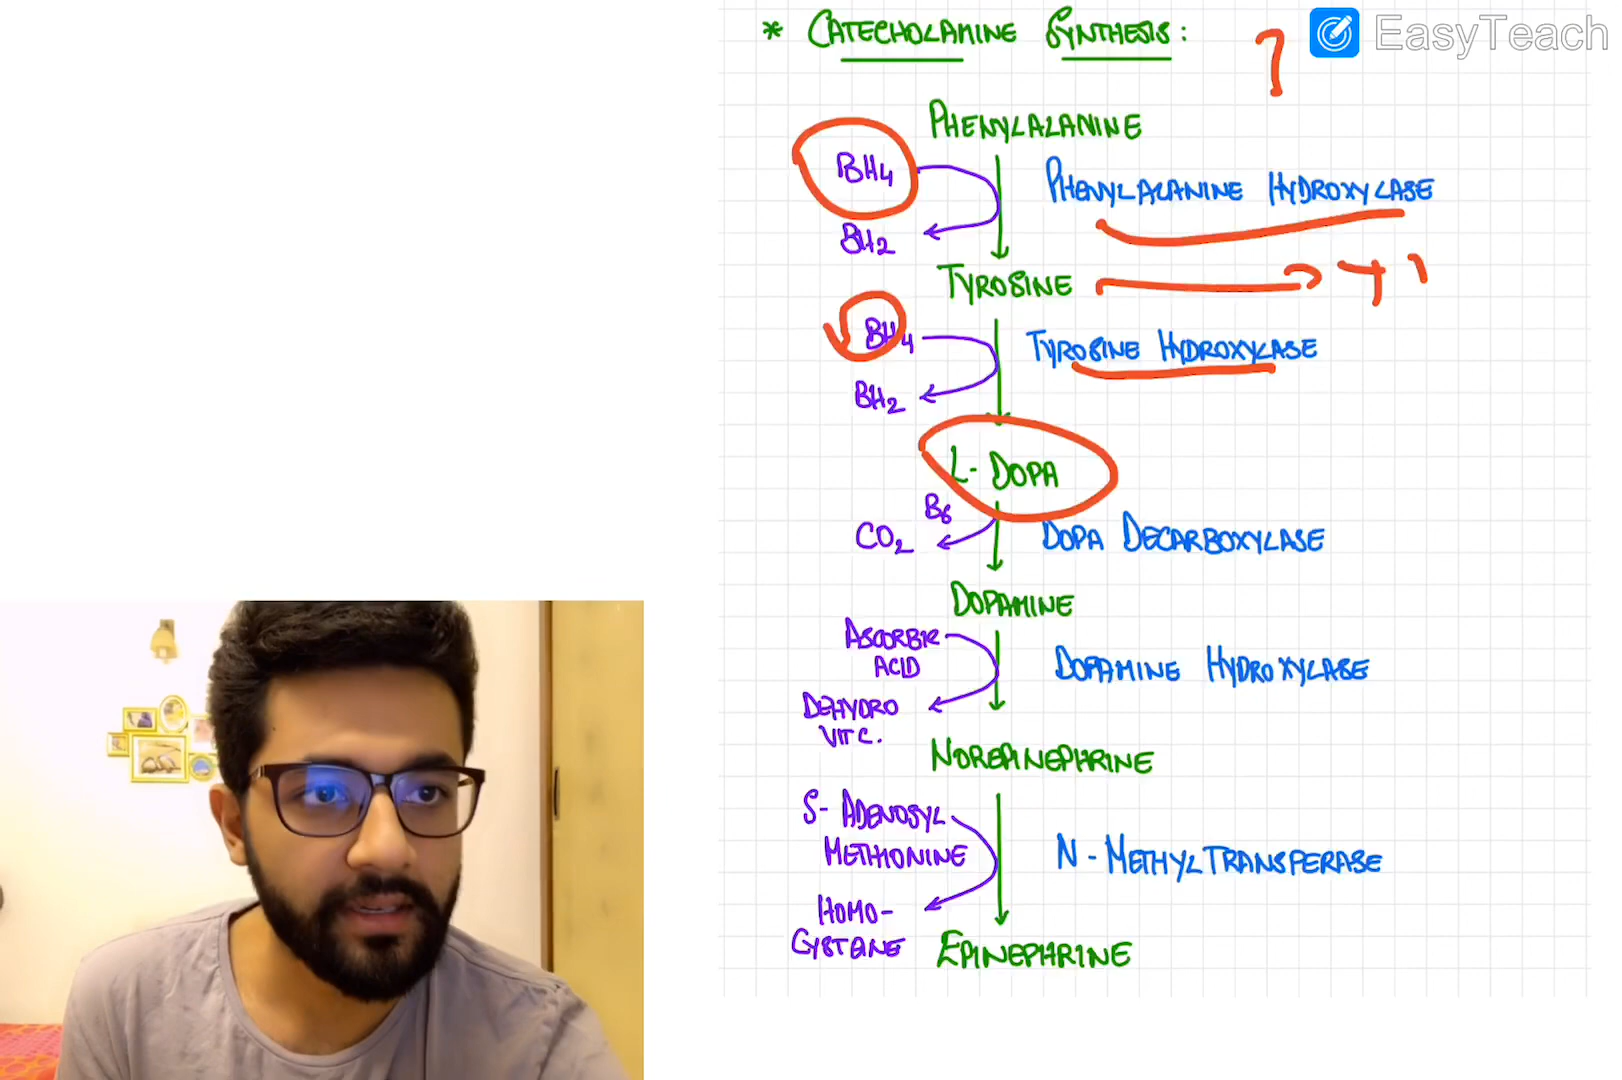 * CATECHOLAMINE SYNTHESIS:
EasyTeach
PHENYLALANINE
BH4
PHENYLALANINE HYDROXYLASE
BH2
TYROSINE
BH4
TYROSINE HYDROXYLASE
BH2
L-DOPA
B6
CO2
DOPA DECARBOXYLASE
DOPAMINE
ASCORBIC
ACID
DOPAMINE HYDROXYLASE
DEHYDRO
VIT C.
NOREPINEPHRINE
S-ADENOSYL
METHIONINE
N-METHYLTRANSFERASE
HOMO-
CYSTEINE
EPINEPHRINE